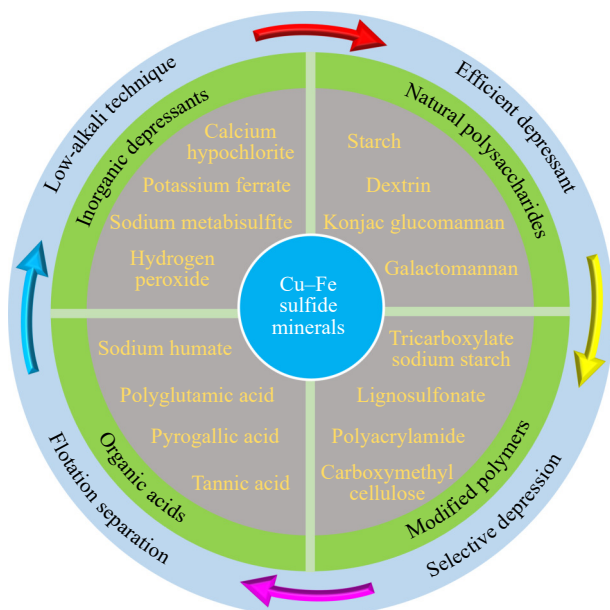 Low-alkali technique
Efficient depressant
Inorganic depressants
Natural polysaccharides
Calcium
hypochlorite
Potassium ferrate
Sodium metabisulfite
Hydrogen
peroxide
Starch
Dextrin
Konjac glucomannan
Galactomannan
Cu–Fe
sulfide
minerals
Sodium humate
Polyglutamic acid
Pyrogallic acid
Tannic acid
Tricarboxylate
sodium starch
Lignosulfonate
Polyacrylamide
Carboxymethyl
cellulose
Organic acids
Modified polymers
Flotation separation
Selective depression